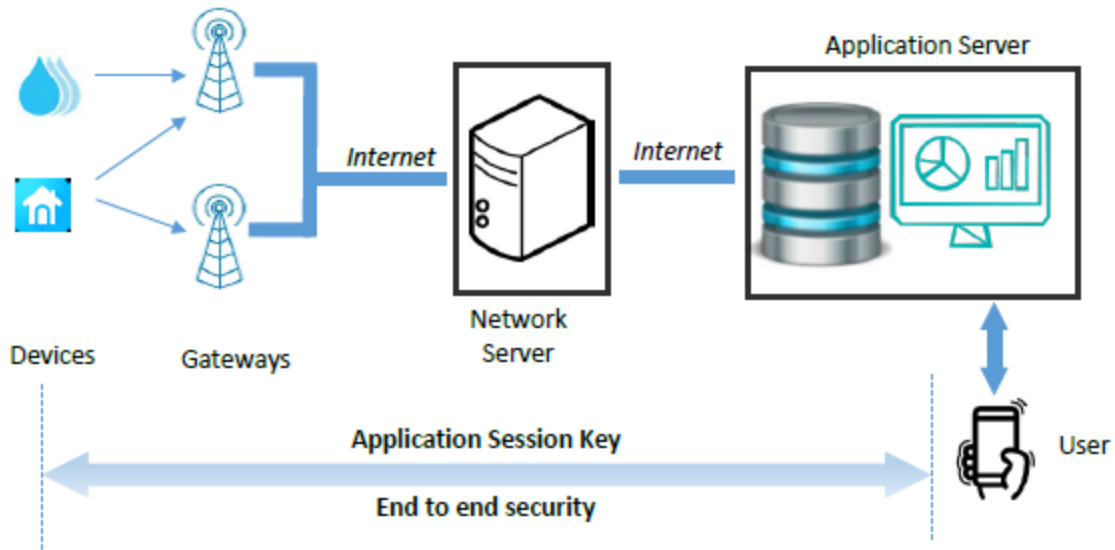 Application Server
Internet
Internet
Network
Server
Devices
Gateways
Application Session Key
User
End to end security